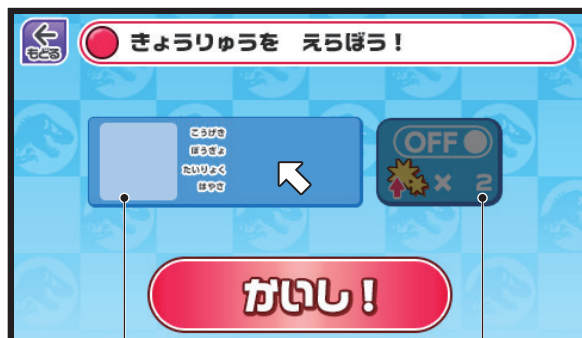 もどる
きょうりゅうを えらぼう！
こうげき
ぼうぎょ
たいりょく
はやさ
OFF
× 2
かいし！